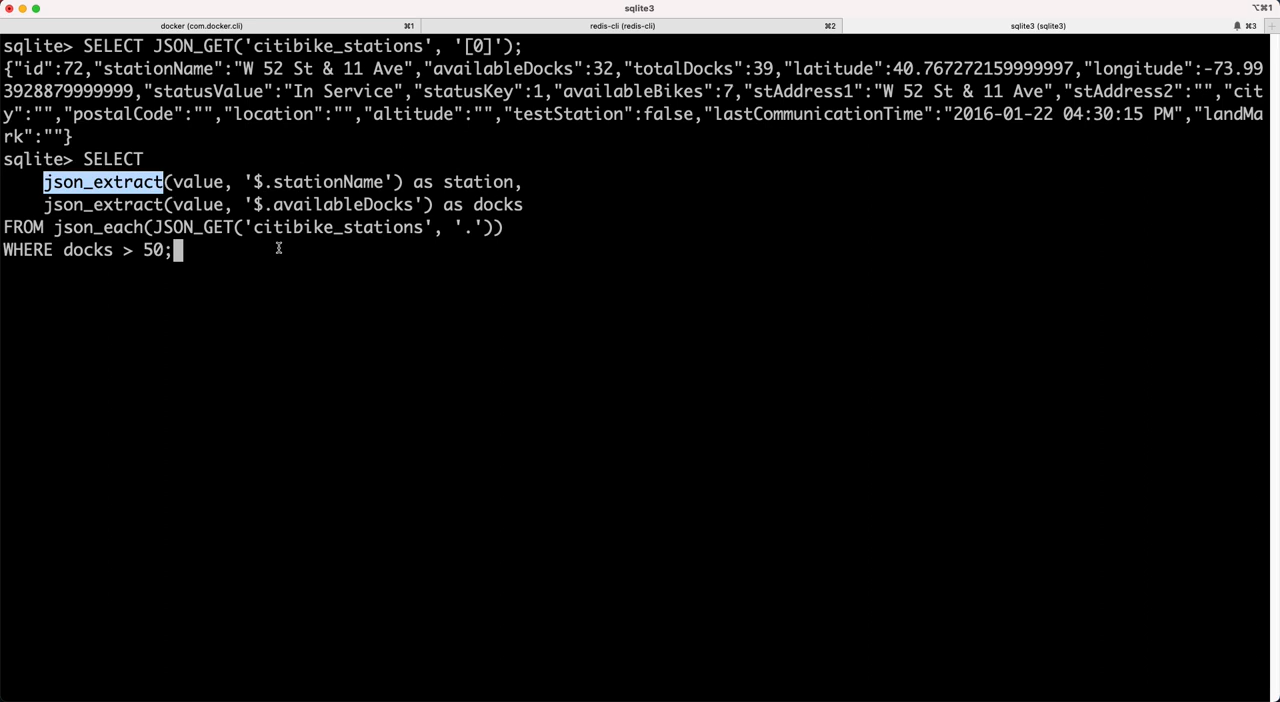 sqlite3
⌥⌘1
docker (com.docker.cli) ⌘1 redis-cli (redis-cli) ⌘2 sqlite3 (sqlite3) ⌘3
sqlite> SELECT JSON_GET('citibike_stations', '[0]');
{"id":72,"stationName":"W 52 St & 11 Ave","availableDocks":32,"totalDocks":39,"latitude":40.767272159999997,"longitude":-73.99
3928879999999,"statusValue":"In Service","statusKey":1,"availableBikes":7,"stAddress1":"W 52 St & 11 Ave","stAddress2":"","cit
y":"","postalCode":"","location":"","altitude":"","testStation":false,"lastCommunicationTime":"2016-01-22 04:30:15 PM","landMa
rk":""}
sqlite> SELECT
    json_extract(value, '$.stationName') as station,
    json_extract(value, '$.availableDocks') as docks
FROM json_each(JSON_GET('citibike_stations', '.'))
WHERE docks > 50;